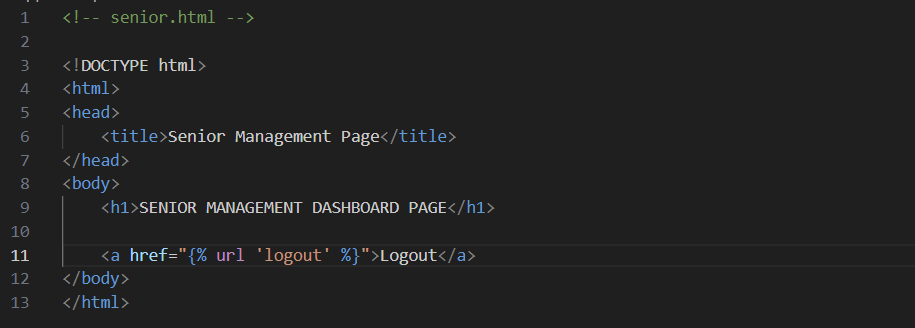 1 <!-- senior.html -->
2
3 <!DOCTYPE html>
4 <html>
5 <head>
6     <title>Senior Management Page</title>
7 </head>
8 <body>
9     <h1>SENIOR MANAGEMENT DASHBOARD PAGE</h1>
10
11     <a href="{% url 'logout' %}">Logout</a>
12 </body>
13 </html>